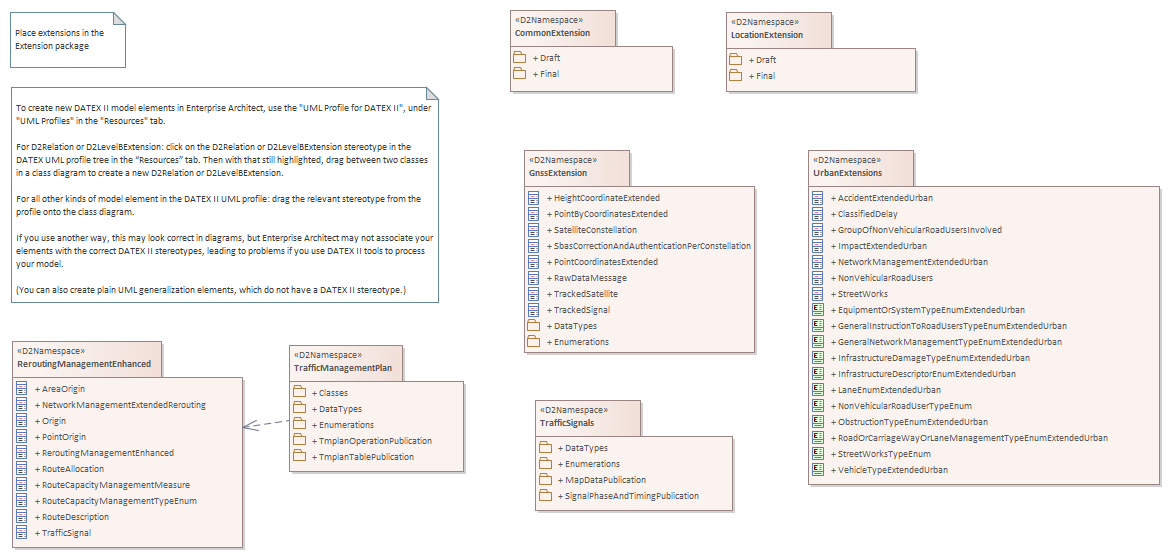 Place extensions in the
Extension package
To create new DATEX II model elements in Enterprise Architect, use the "UML Profile for DATEX II", under
"UML Profiles" in the "Resources" tab.
For D2Relation or D2LevelBExtension: click on the D2Relation or D2LevelBExtension stereotype in the
DATEX UML profile tree in the “Resources” tab. Then with that still highlighted, drag between two classes
in a class diagram to create a new D2Relation or D2LevelBExtension.
For all other kinds of model element in the DATEX II UML profile: drag the relevant stereotype from the
profile onto the class diagram.
If you use another way, this may look correct in diagrams, but Enterprise Architect may not associate your
elements with the correct DATEX II stereotypes, leading to problems if you use DATEX II tools to process
your model.
(You can also create plain UML generalization elements, which do not have a DATEX II stereotype.)
«D2Namespace»
CommonExtension
+ Draft
+ Final
«D2Namespace»
LocationExtension
+ Draft
+ Final
«D2Namespace»
GnssExtension
+ HeightCoordinateExtended
+ PointByCoordinatesExtended
+ SatelliteConstellation
+ SbasCorrectionAndAuthenticationPerConstellation
+ PointCoordinatesExtended
+ RawDataMessage
+ TrackedSatellite
+ TrackedSignal
+ DataTypes
+ Enumerations
«D2Namespace»
UrbanExtensions
+ AccidentExtendedUrban
+ ClassifiedDelay
+ GroupOfNonVehicularRoadUsersInvolved
+ ImpactExtendedUrban
+ NetworkManagementExtendedUrban
+ NonVehicularRoadUsers
+ StreetWorks
+ EquipmentOrSystemTypeEnumExtendedUrban
+ GeneralInstructionToRoadUsersTypeEnumExtendedUrban
+ GeneralNetworkManagementTypeEnumExtendedUrban
+ InfrastructureDamageTypeEnumExtendedUrban
+ InfrastructureDescriptorEnumExtendedUrban
+ LaneEnumExtendedUrban
+ NonVehicularRoadUserTypeEnum
+ ObstructionTypeEnumExtendedUrban
+ RoadOrCarriageWayOrLaneManagementTypeEnumExtendedUrban
+ StreetWorksTypeEnum
+ VehicleTypeExtendedUrban
«D2Namespace»
ReroutingManagementEnhanced
+ AreaOrigin
+ NetworkManagementExtendedRerouting
+ Origin
+ PointOrigin
+ ReroutingManagementEnhanced
+ RouteAllocation
+ RouteCapacityManagementMeasure
+ RouteCapacityManagementTypeEnum
+ RouteDescription
+ TrafficSignal
«D2Namespace»
TrafficManagementPlan
+ Classes
+ DataTypes
+ Enumerations
+ TmplanOperationPublication
+ TmplanTablePublication
«D2Namespace»
TrafficSignals
+ DataTypes
+ Enumerations
+ MapDataPublication
+ SignalPhaseAndTimingPublication